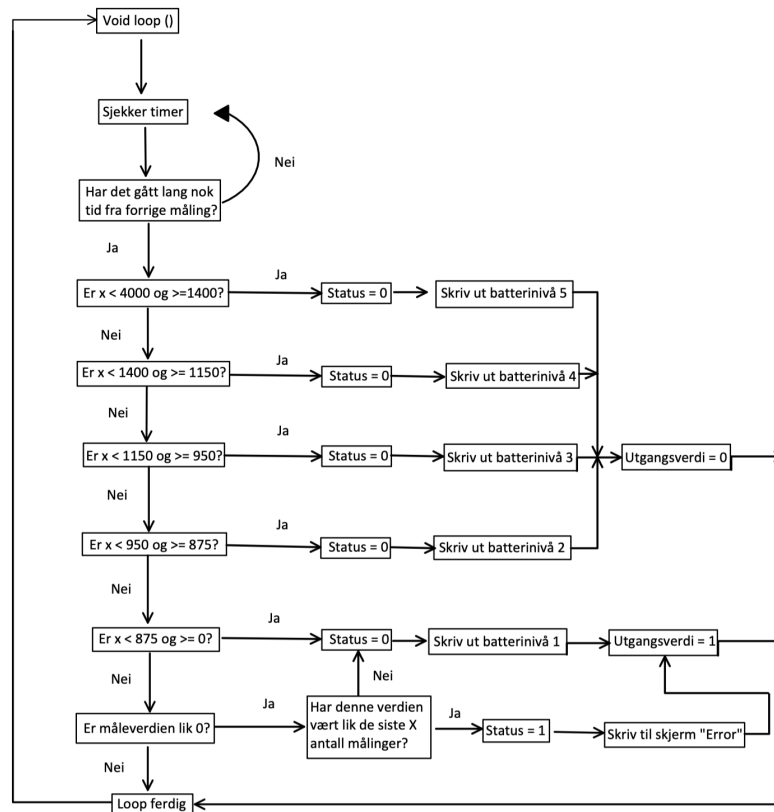 Void loop ()
Sjekker timer
Nei
Har det gått lang nok
tid fra forrige måling?
Ja
Er x < 4000 og >=1400?
Ja
Status = 0
Skriv ut batterinivå 5
Nei
Er x < 1400 og >= 1150?
Ja
Status = 0
Skriv ut batterinivå 4
Nei
Er x < 1150 og >= 950?
Ja
Status = 0
Skriv ut batterinivå 3
Utgangsverdi = 0
Nei
Er x < 950 og >= 875?
Ja
Status = 0
Skriv ut batterinivå 2
Nei
Er x < 875 og >= 0?
Ja
Status = 0
Skriv ut batterinivå 1
Utgangsverdi = 1
Nei
Er måleverdien lik 0?
Ja
Nei
Har denne verdien
vært lik de siste X
antall målinger?
Ja
Status = 1
Skriv til skjerm "Error"
Nei
Loop ferdig